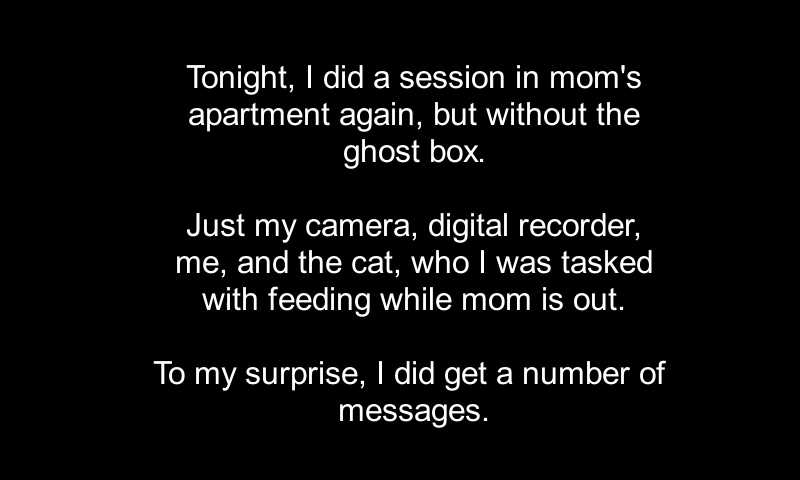 Tonight, I did a session in mom's
apartment again, but without the
ghost box.
Just my camera, digital recorder,
me, and the cat, who I was tasked
with feeding while mom is out.
To my surprise, I did get a number of
messages.